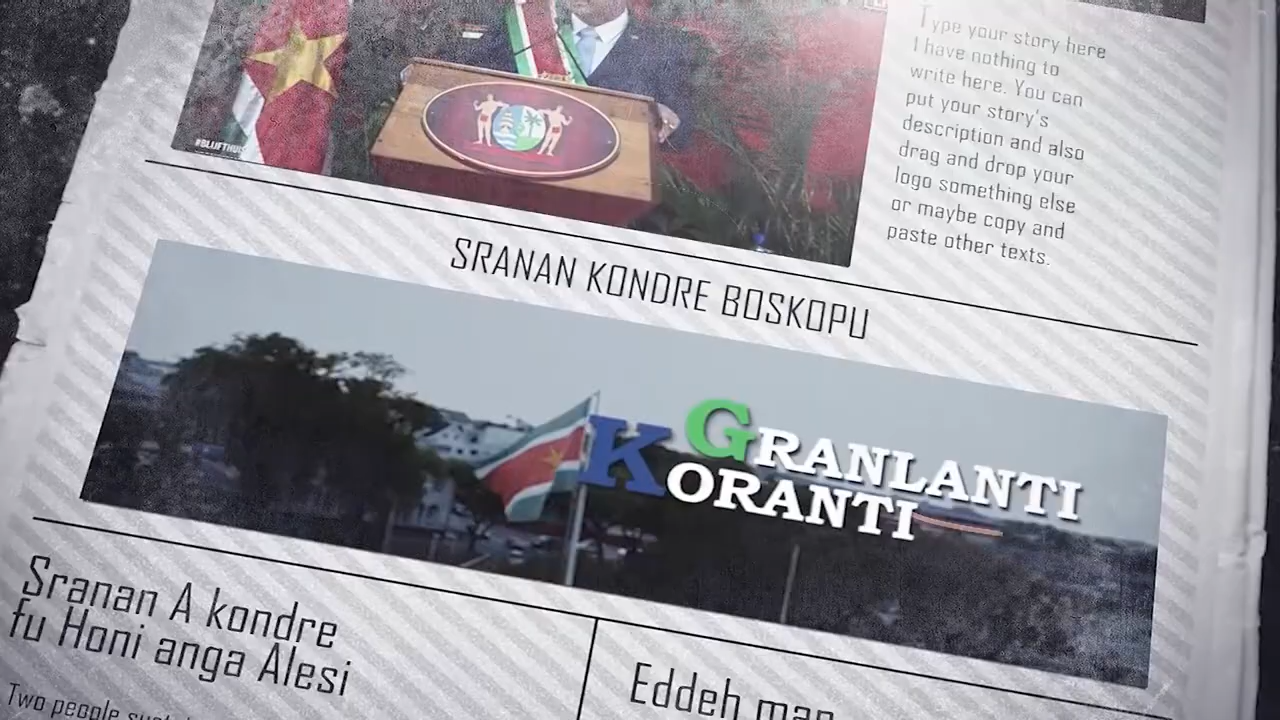 Type your story here
I have nothing to
write here. You can
put your story's
description and also
drag and drop your
logo something else
or maybe copy and
paste other texts.
SRANAN KONDRE BOSKOPU
GRANLANTI
KORANTI
Sranan A kondre
fu Honi anga Alesi
Eddeh man
Two people